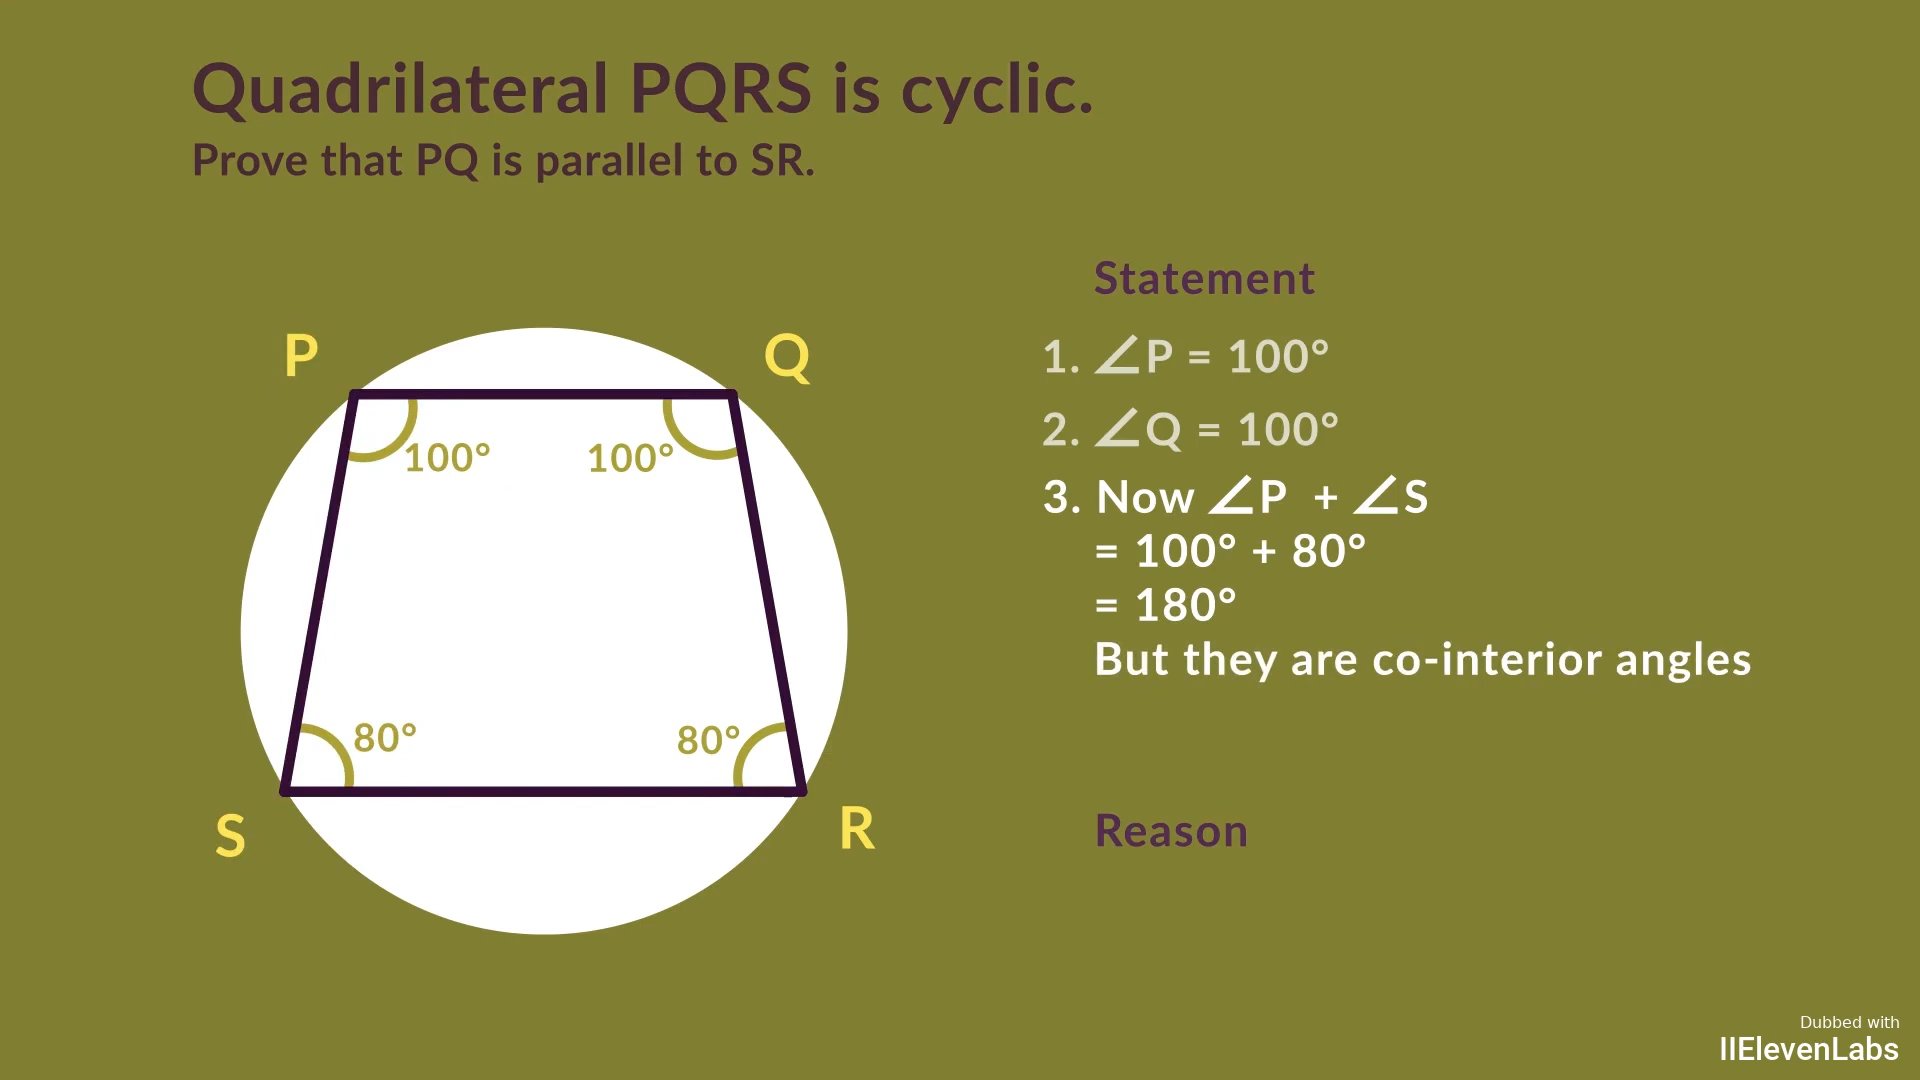 Quadrilateral PQRS is cyclic.
Prove that PQ is parallel to SR.
Statement
1. ∠P = 100°
2. ∠Q = 100°
3. Now ∠P + ∠S
= 100° + 80°
= 180°
But they are co-interior angles
Reason
P
Q
100°
100°
80°
80°
S
R
Dubbed with
IIElevenLabs